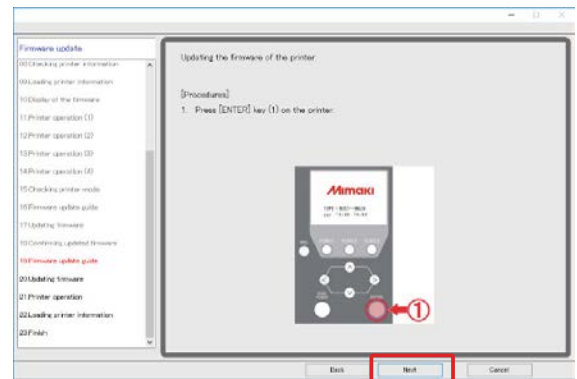 Firmware update
08 Checking printer information
09 Loading printer information
10 Display of the firmware
11 Printer operation (1)
12 Printer operation (2)
13 Printer operation (3)
14 Printer operation (4)
15 Checking printer mode
16 Firmware update guide
17 Updating firmware
18 Confirming updated firmware
19 Firmware update guide
20 Updating firmware
21 Printer operation
22 Loading printer information
23 Finish
Updating the firmware of the printer
[Procedures]
1. Press [ENTER] key (1) on the printer.
Mimaki
1
Back
Next
Cancel